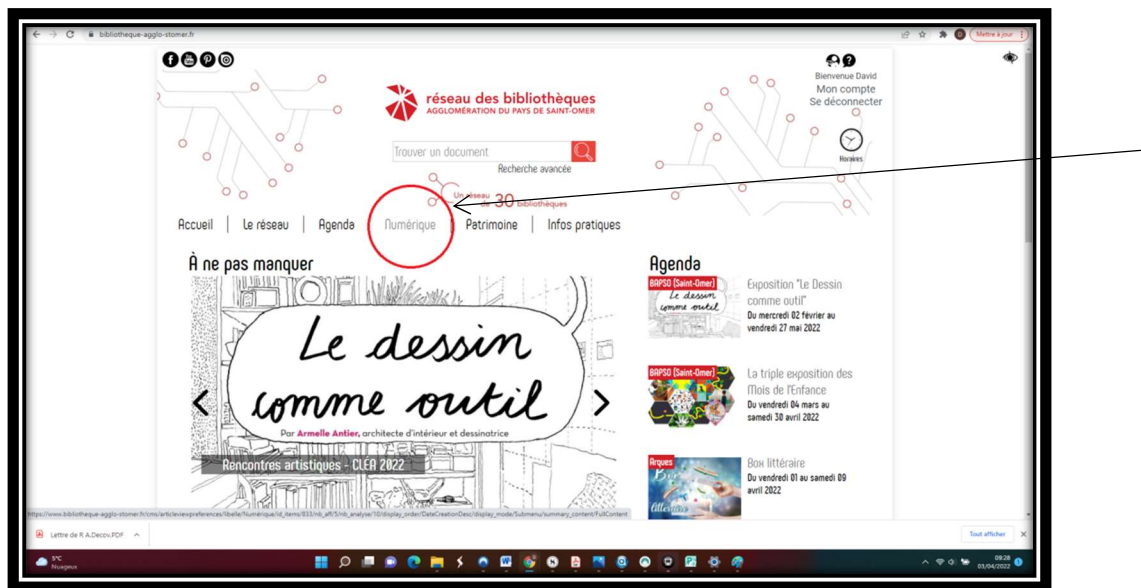 bibliotheque-agglo-stomer.fr
Mettre à jour
Bienvenue David
Mon compte
Se déconnecter
réseau des bibliothèques
AGGLOMÉRATION DU PAYS DE SAINT-OMER
Trouver un document
Recherche avancée
Horaires
Un réseau
de 30 bibliothèques
Accueil | Le réseau | Agenda | Numérique | Patrimoine | Infos pratiques
À ne pas manquer
Le dessin
comme outil
Par Armelle Antier, architecte d'intérieur et dessinatrice
Rencontres artistiques - CLÉA 2022
Agenda
BAPSO (Saint-Omer)
Le dessin
comme outil
Exposition "Le Dessin
comme outil"
Du mercredi 02 février au
vendredi 27 mai 2022
BAPSO (Saint-Omer)
La triple exposition des
Mois de l'Enfance
Du vendredi 04 mars au
samedi 30 avril 2022
Arques
Box
littéraire
Box littéraire
Du vendredi 01 au samedi 09
avril 2022
https://www.bibliotheque-agglo-stomer.fr/cms/articleviewpreferences/libelle/Numérique/id_items/833/nb_aff/5/nb_analyse/10/display_order/DateCreationDesc/display_mode/Submenu/summary_content/FullContent
Lettre de R A.Decov.PDF
Tout afficher
5°C
Nuageux
09:28
03/04/2022